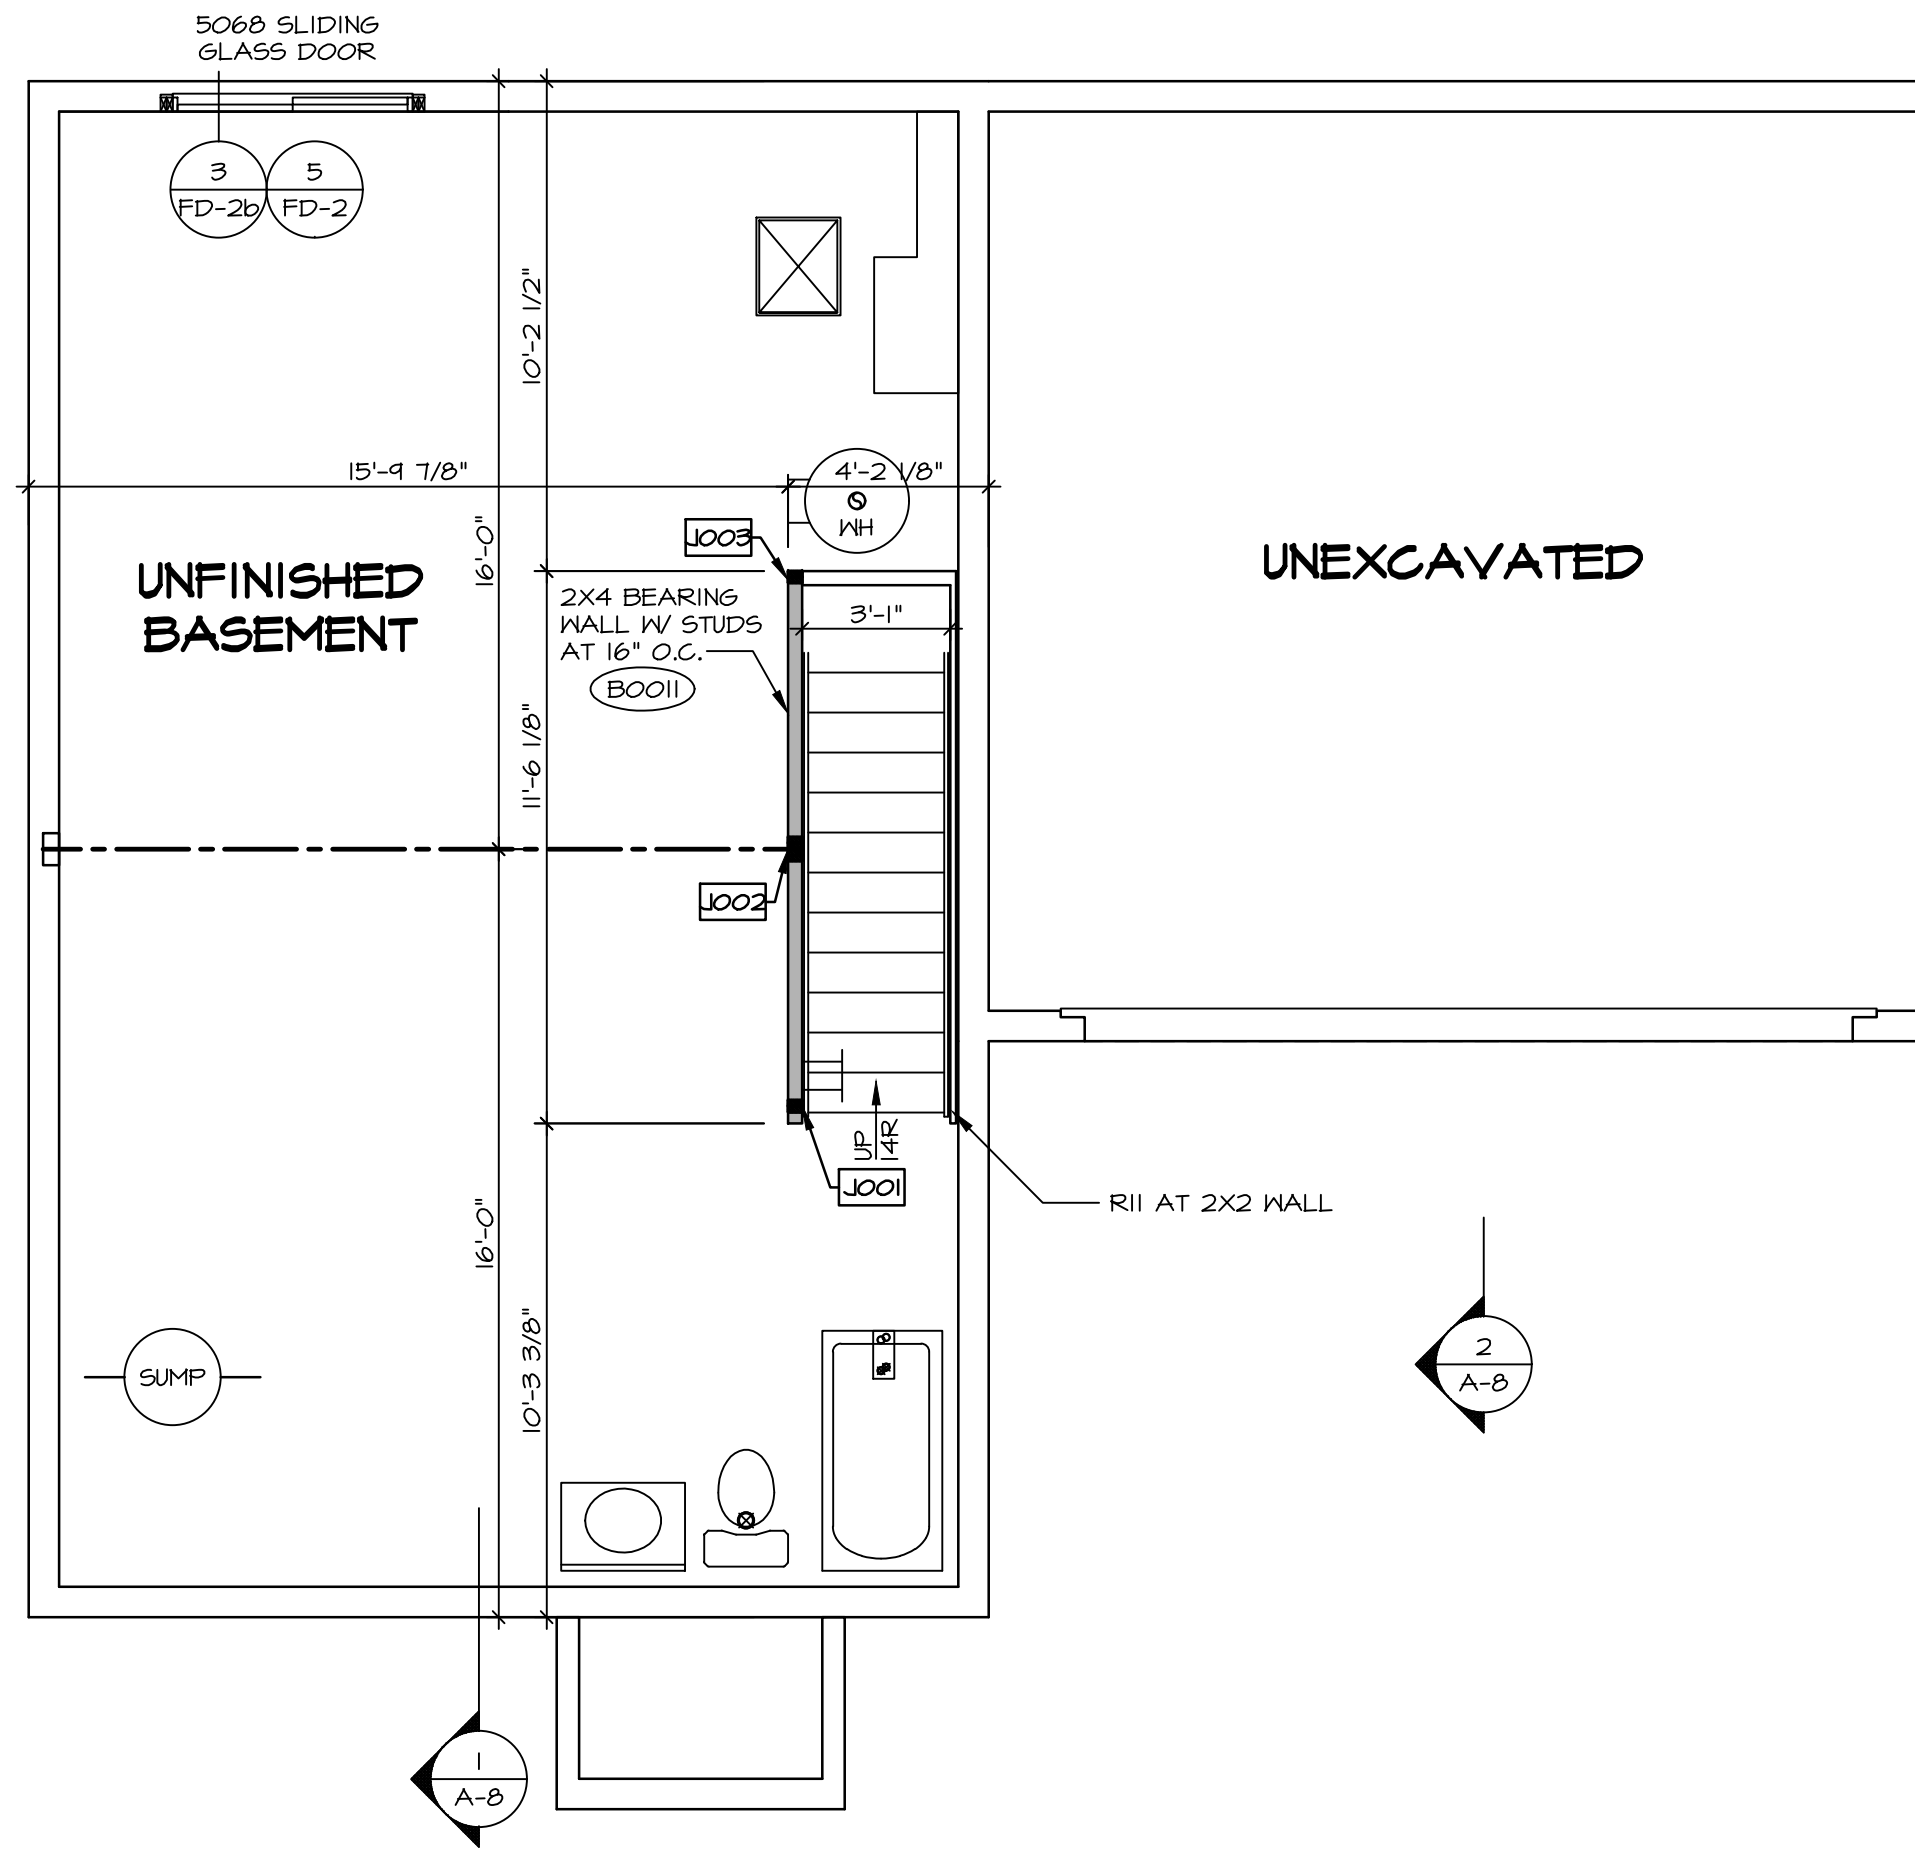 5068 SLIDING
GLASS DOOR
3
FD-2b
5
FD-2
10'-2 1/2"
15'-9 7/8"
4'-2 1/8"
WH
16'-0"
J003
UNFINISHED
BASEMENT
UNEXCAVATED
2X4 BEARING
WALL W/ STUDS
AT 16" O.C.
B0011
3'-1"
11'-6 1/8"
J002
UP
14R
J001
R11 AT 2X2 WALL
16'-0"
10'-3 3/8"
SUMP
2
A-8
1
A-8